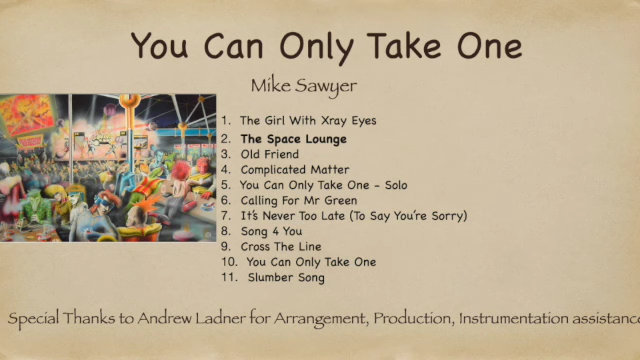 You Can Only Take One
Mike Sawyer
1. The Girl With Xray Eyes
2. The Space Lounge
3. Old Friend
4. Complicated Matter
5. You Can Only Take One - Solo
6. Calling For Mr Green
7. It's Never Too Late (To Say You're Sorry)
8. Song 4 You
9. Cross The Line
10. You Can Only Take One
11. Slumber Song
Special Thanks to Andrew Ladner for Arrangement, Production, Instrumentation assistance